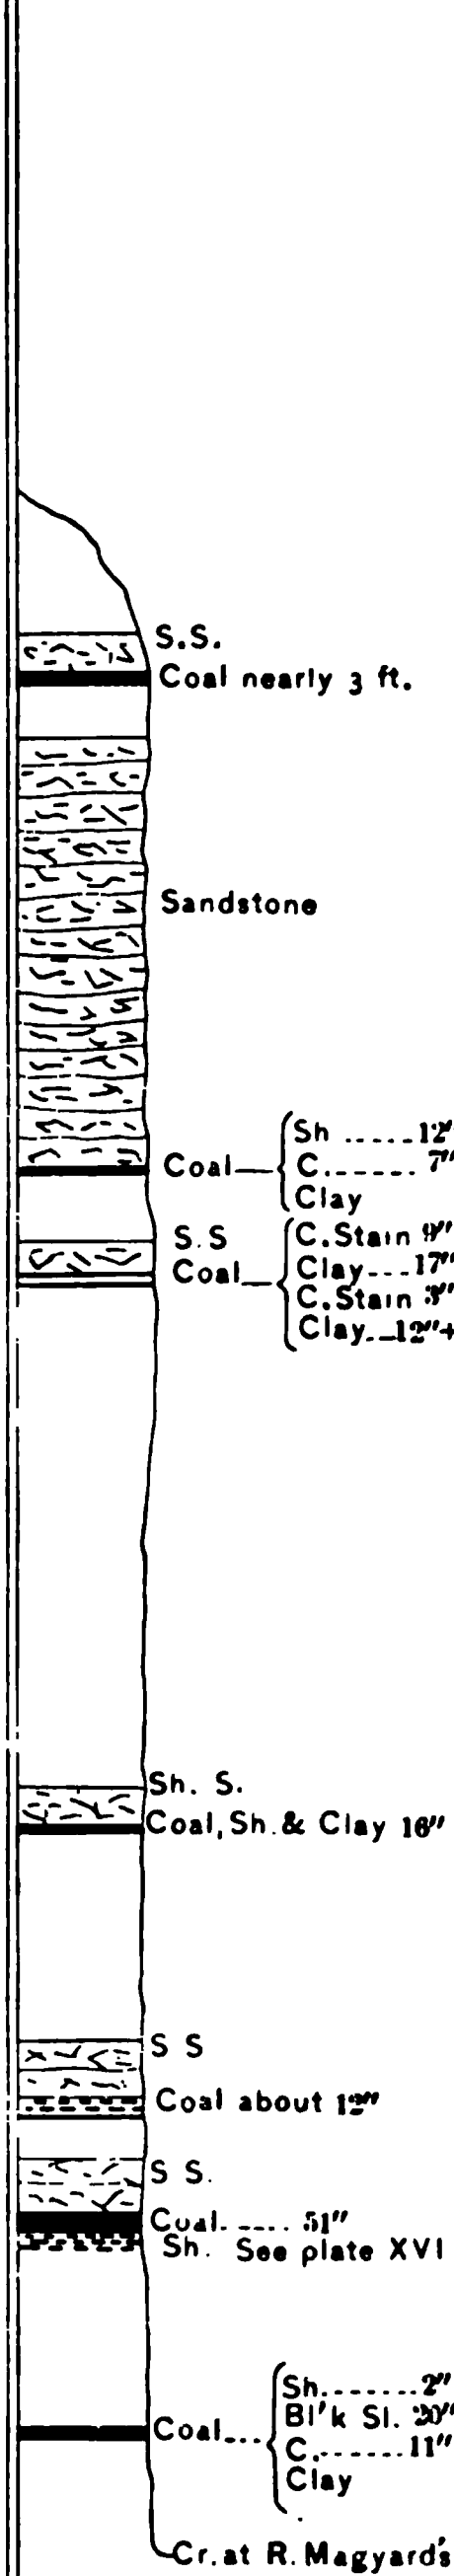 S.S.
Coal nearly 3 ft.
Sandstone
Sh ..... 12"
Coal— C. ...... 7"
Clay
S.S C.Stain 9"
Coal— Clay --- 17"
C.Stain 3"
Clay -- 12"+
Sh. S.
Coal, Sh. & Clay 16"
S S
Coal about 12"
S S.
Coal. ---- 51"
Sh. See plate XVI
Sh. ------- 2"
Bl'k Sl. 20"
Coal.... C. ------ 11"
Clay
Cr. at R. Magyard's